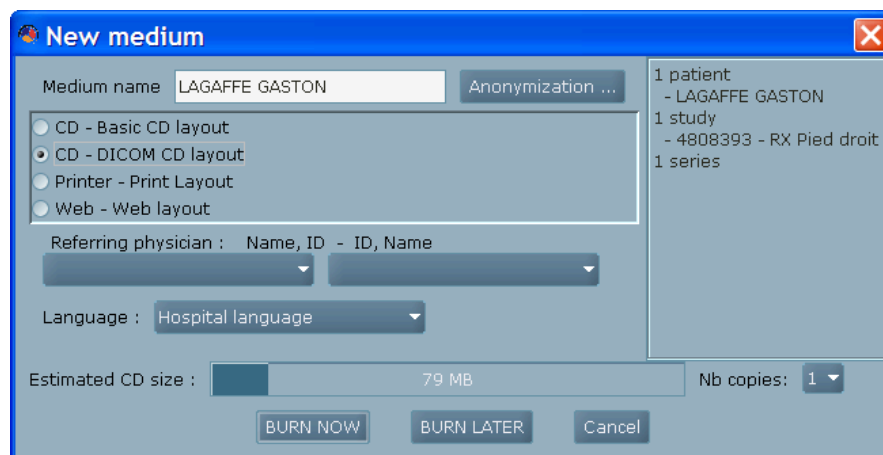 New medium
Medium name LAGAFFE GASTON Anonymization ...
CD - Basic CD layout
CD - DICOM CD layout
Printer - Print Layout
Web - Web layout
Referring physician : Name, ID - ID, Name
Language : Hospital language
Estimated CD size : 79 MB Nb copies: 1
BURN NOW BURN LATER Cancel
1 patient
- LAGAFFE GASTON
1 study
- 4808393 - RX Pied droit
1 series